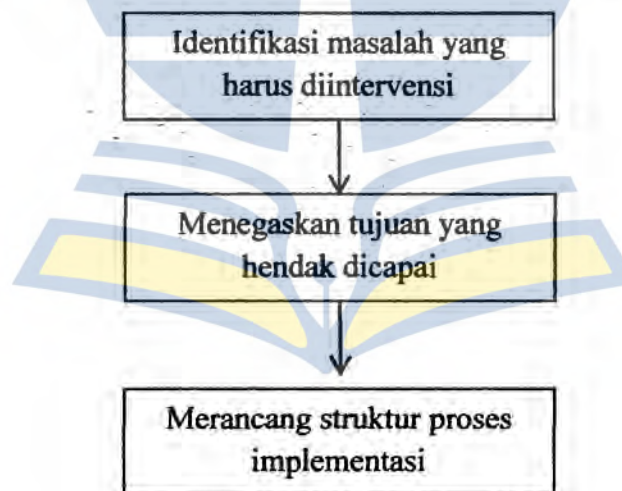 Identifikasi masalah yang
harus diintervensi
Menegaskan tujuan yang
hendak dicapai
Merancang struktur proses
implementasi